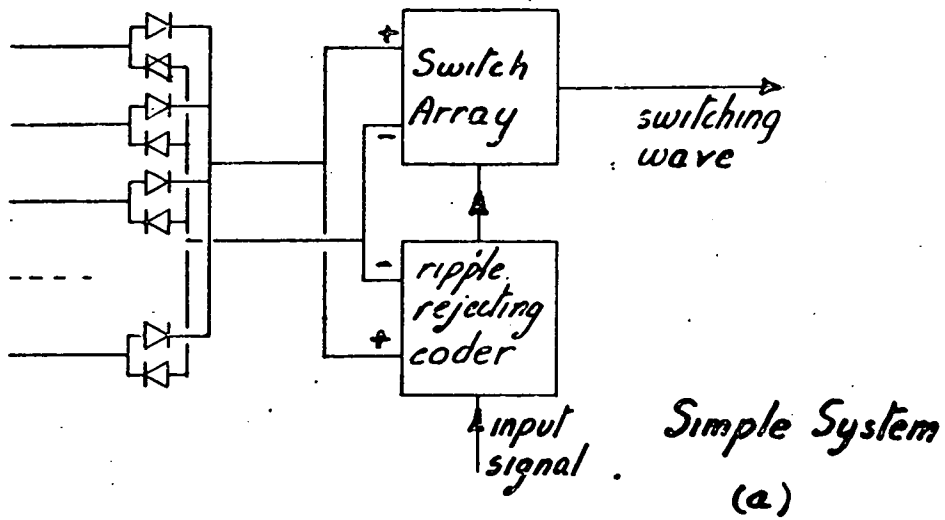 +
Switch
Array
-
switching
wave
-
ripple
rejecting
+
coder
input
signal
Simple System
(a)